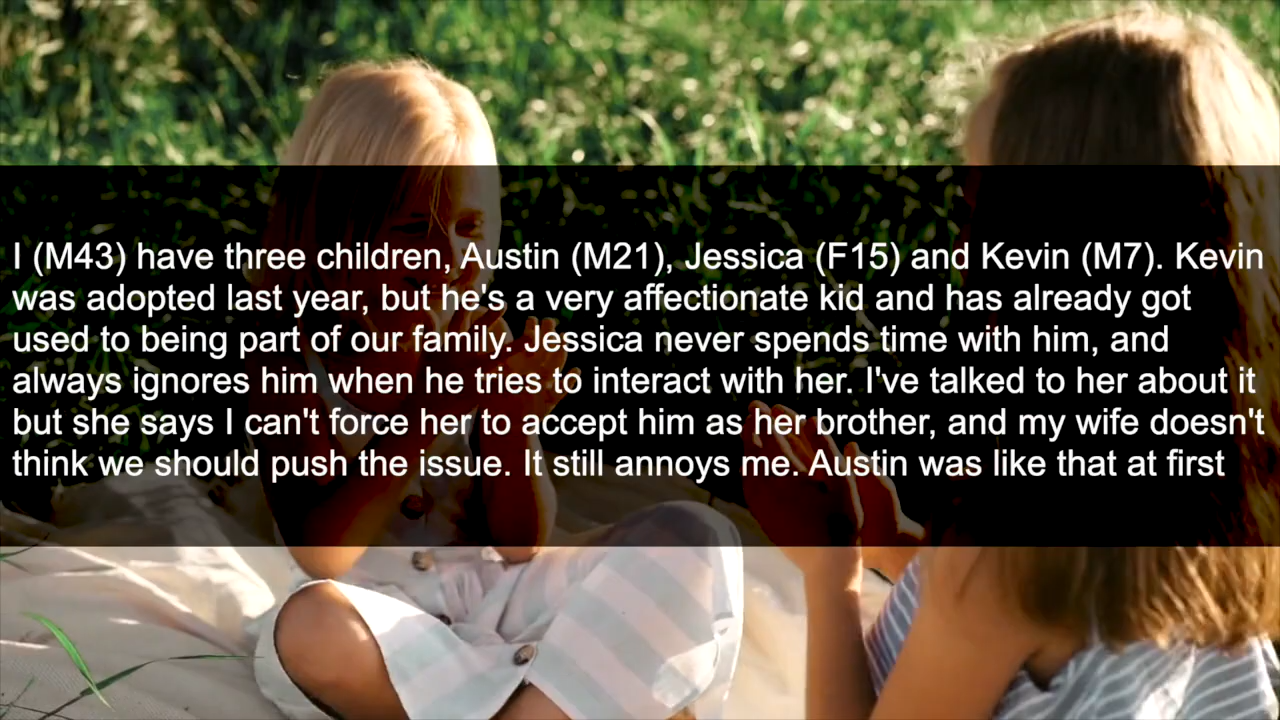 I (M43) have three children, Austin (M21), Jessica (F15) and Kevin (M7). Kevin
was adopted last year, but he's a very affectionate kid and has already got
used to being part of our family. Jessica never spends time with him, and
always ignores him when he tries to interact with her. I've talked to her about it
but she says I can't force her to accept him as her brother, and my wife doesn't
think we should push the issue. It still annoys me. Austin was like that at first